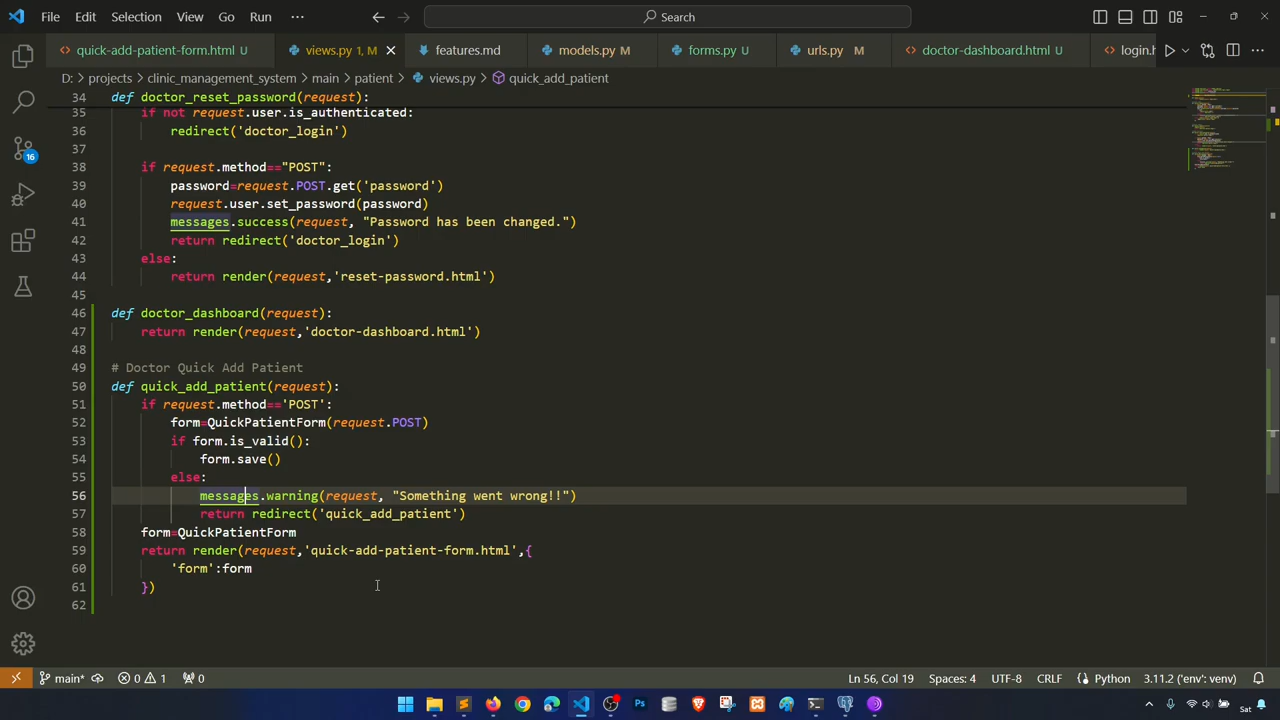 File Edit Selection View Go Run ··· Search
quick-add-patient-form.html U views.py 1, M features.md models.py M forms.py U urls.py M doctor-dashboard.html U login.h
D: > projects > clinic_management_system > main > patient > views.py > quick_add_patient
34 def doctor_reset_password(request):
35 if not request.user.is_authenticated:
36 redirect('doctor_login')
37
38 if request.method=="POST":
39 password=request.POST.get('password')
40 request.user.set_password(password)
41 messages.success(request, "Password has been changed.")
42 return redirect('doctor_login')
43 else:
44 return render(request,'reset-password.html')
45
46 def doctor_dashboard(request):
47 return render(request,'doctor-dashboard.html')
48
49 # Doctor Quick Add Patient
50 def quick_add_patient(request):
51 if request.method=='POST':
52 form=QuickPatientForm(request.POST)
53 if form.is_valid():
54 form.save()
55 else:
56 messages.warning(request, "Something went wrong!!")
57 return redirect('quick_add_patient')
58 form=QuickPatientForm
59 return render(request,'quick-add-patient-form.html',{
60 'form':form
61 })
62
16
main* 0 1 0 Ln 56, Col 19 Spaces: 4 UTF-8 CRLF Python 3.11.2 ('env': venv)
Sat